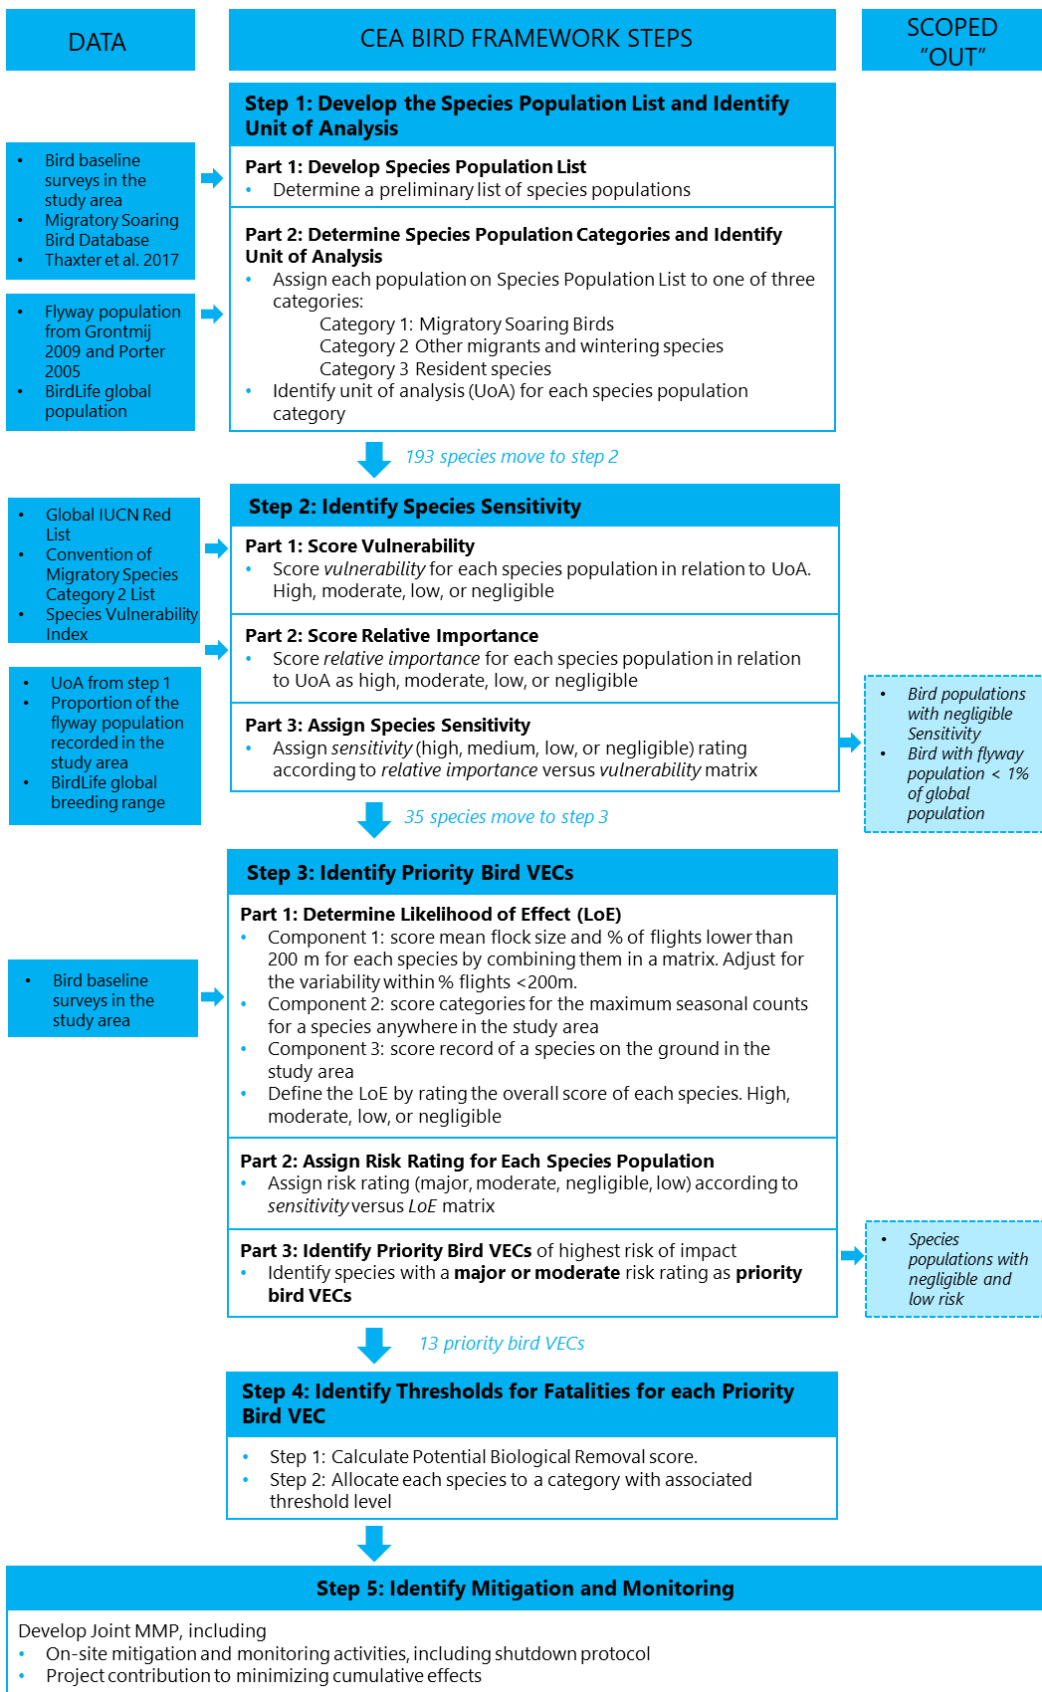 DATA
CEA BIRD FRAMEWORK STEPS
SCOPED
"OUT"
Step 1: Develop the Species Population List and Identify
Unit of Analysis
• Bird baseline
surveys in the
study area
• Migratory Soaring
Bird Database
• Thaxter et al. 2017
Part 1: Develop Species Population List
• Determine a preliminary list of species populations
Part 2: Determine Species Population Categories and Identify
Unit of Analysis
• Assign each population on Species Population List to one of three
categories:
Category 1: Migratory Soaring Birds
Category 2 Other migrants and wintering species
Category 3 Resident species
• Identify unit of analysis (UoA) for each species population
category
• Flyway population
from Grontmij
2009 and Porter
2005
• BirdLife global
population
193 species move to step 2
Step 2: Identify Species Sensitivity
• Global IUCN Red
List
• Convention of
Migratory Species
Category 2 List
• Species Vulnerability
Index
Part 1: Score Vulnerability
• Score vulnerability for each species population in relation to UoA.
High, moderate, low, or negligible
Part 2: Score Relative Importance
• Score relative importance for each species population in relation
to UoA as high, moderate, low, or negligible
• UoA from step 1
• Proportion of the
flyway population
recorded in the
study area
• BirdLife global
breeding range
Part 3: Assign Species Sensitivity
• Assign sensitivity (high, medium, low, or negligible) rating
according to relative importance versus vulnerability matrix
• Bird populations
with negligible
Sensitivity
• Bird with flyway
population < 1%
of global
population
35 species move to step 3
Step 3: Identify Priority Bird VECs
Part 1: Determine Likelihood of Effect (LoE)
• Component 1: score mean flock size and % of flights lower than
200 m for each species by combining them in a matrix. Adjust for
the variability within % flights <200m.
• Component 2: score categories for the maximum seasonal counts
for a species anywhere in the study area
• Component 3: score record of a species on the ground in the
study area
• Define the LoE by rating the overall score of each species. High,
moderate, low, or negligible
• Bird baseline
surveys in the
study area
Part 2: Assign Risk Rating for Each Species Population
• Assign risk rating (major, moderate, negligible, low) according to
sensitivity versus LoE matrix
Part 3: Identify Priority Bird VECs of highest risk of impact
• Identify species with a major or moderate risk rating as priority
bird VECs
• Species
populations with
negligible and
low risk
13 priority bird VECs
Step 4: Identify Thresholds for Fatalities for each Priority
Bird VEC
• Step 1: Calculate Potential Biological Removal score.
• Step 2: Allocate each species to a category with associated
threshold level
Step 5: Identify Mitigation and Monitoring
Develop Joint MMP, including
• On-site mitigation and monitoring activities, including shutdown protocol
• Project contribution to minimizing cumulative effects